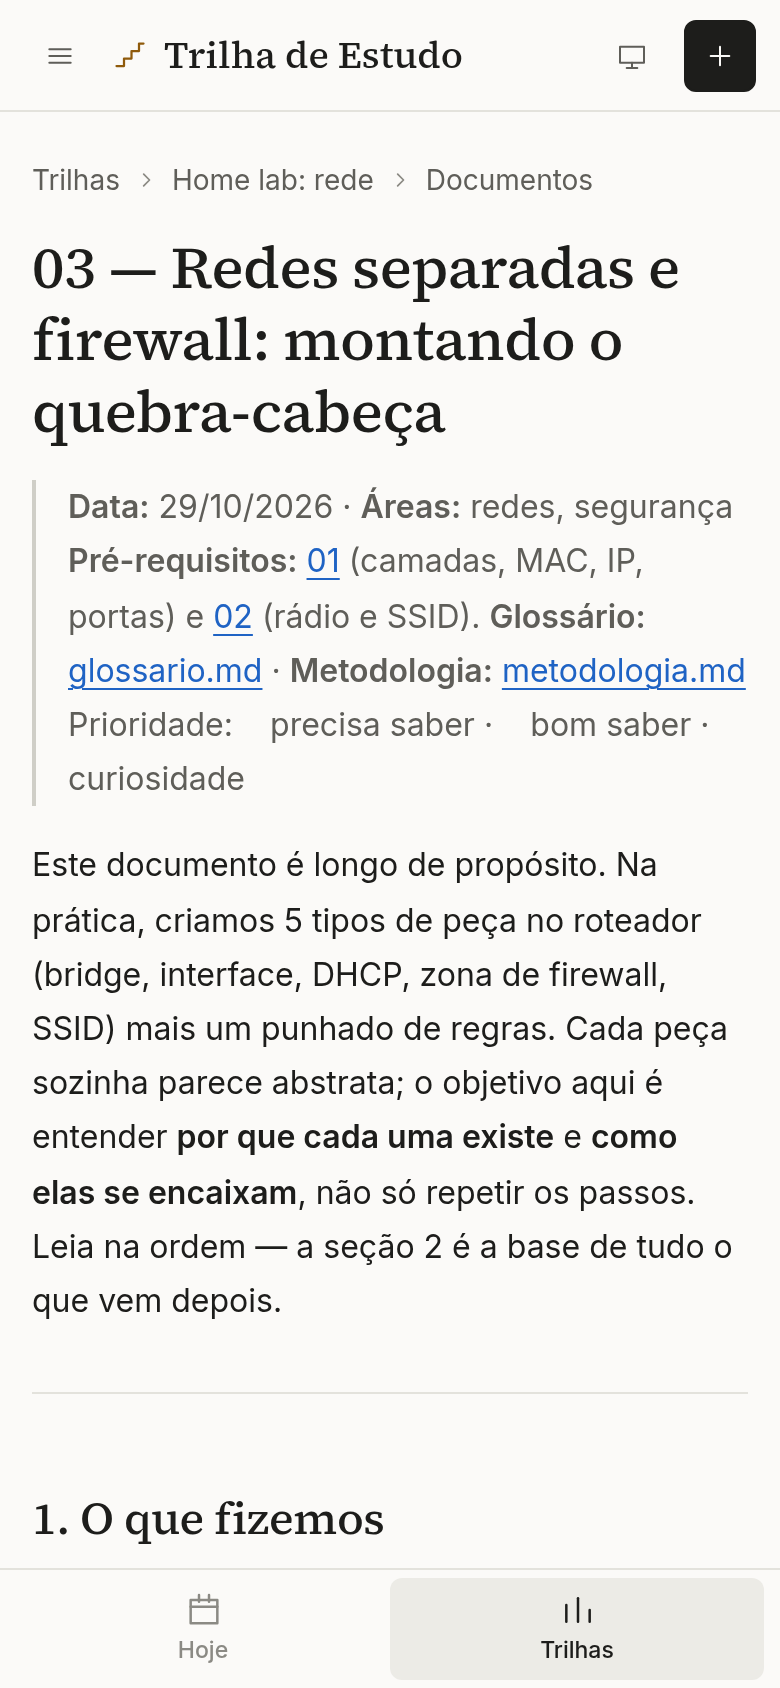 Trilha de Estudo
Trilhas > Home lab: rede > Documentos
03 — Redes separadas e
firewall: montando o
quebra-cabeça
Data: 29/10/2026 · Áreas: redes, segurança
Pré-requisitos: 01 (camadas, MAC, IP,
portas) e 02 (rádio e SSID). Glossário:
glossario.md · Metodologia: metodologia.md
Prioridade: precisa saber · bom saber ·
curiosidade
Este documento é longo de propósito. Na
prática, criamos 5 tipos de peça no roteador
(bridge, interface, DHCP, zona de firewall,
SSID) mais um punhado de regras. Cada peça
sozinha parece abstrata; o objetivo aqui é
entender por que cada uma existe e como
elas se encaixam, não só repetir os passos.
Leia na ordem — a seção 2 é a base de tudo o
que vem depois.
1. O que fizemos
Hoje
Trilhas